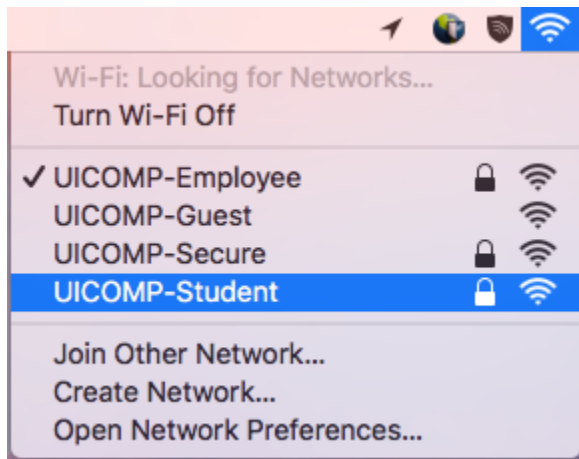 Wi-Fi: Looking for Networks...
Turn Wi-Fi Off
UICOMP-Employee
UICOMP-Guest
UICOMP-Secure
UICOMP-Student
Join Other Network...
Create Network...
Open Network Preferences...